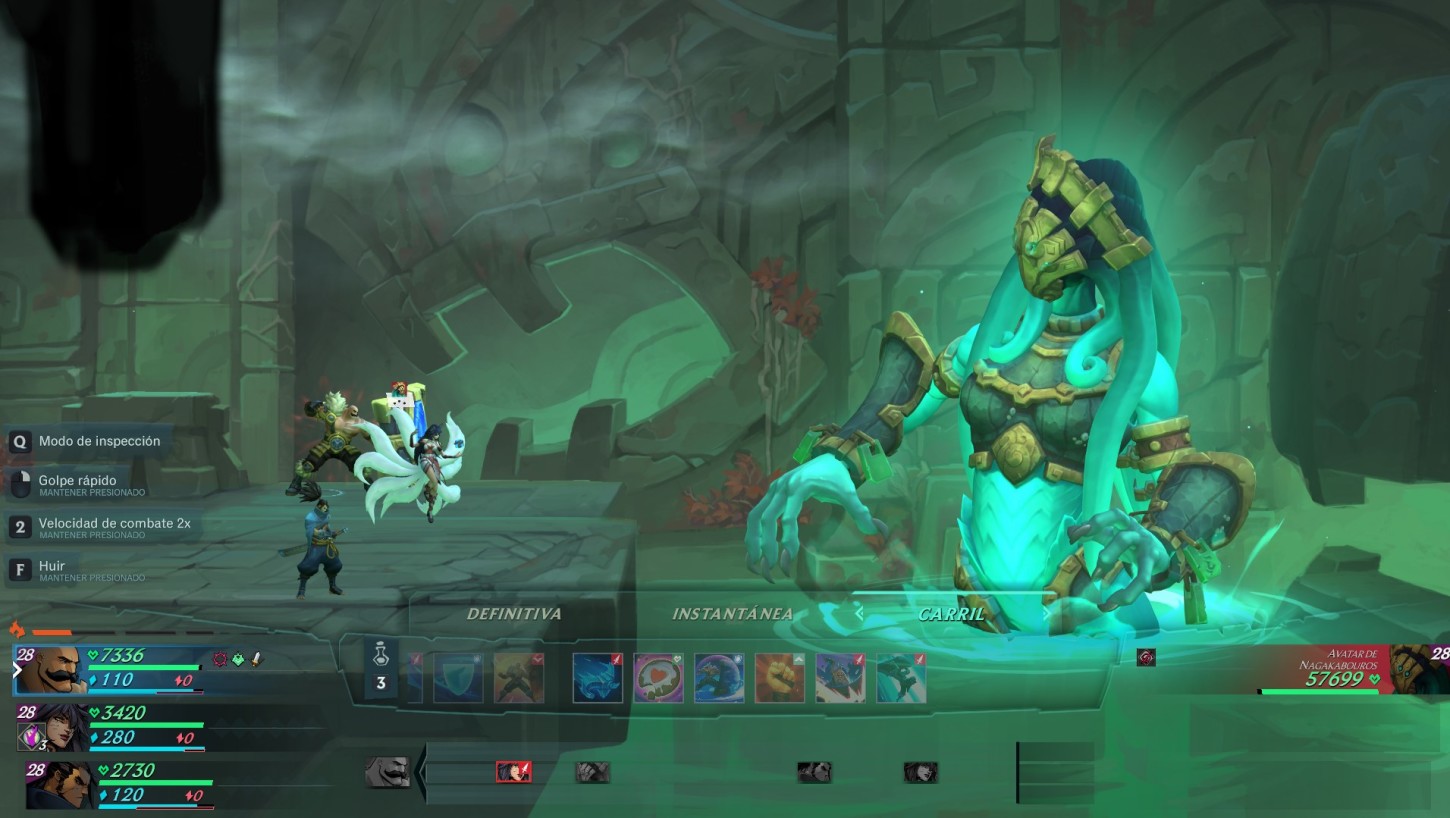 Q Modo de inspección
Golpe rápido
MANTENER PRESIONADO
2 Velocidad de combate 2x
MANTENER PRESIONADO
F Huir
MANTENER PRESIONADO
DEFINITIVA
INSTANTÁNEA
CARRIL
28
7336
110
0
3
28
3420
280
0
3
28
2730
120
0
AVATAR DE
NAGAKABOUROS
57699
28